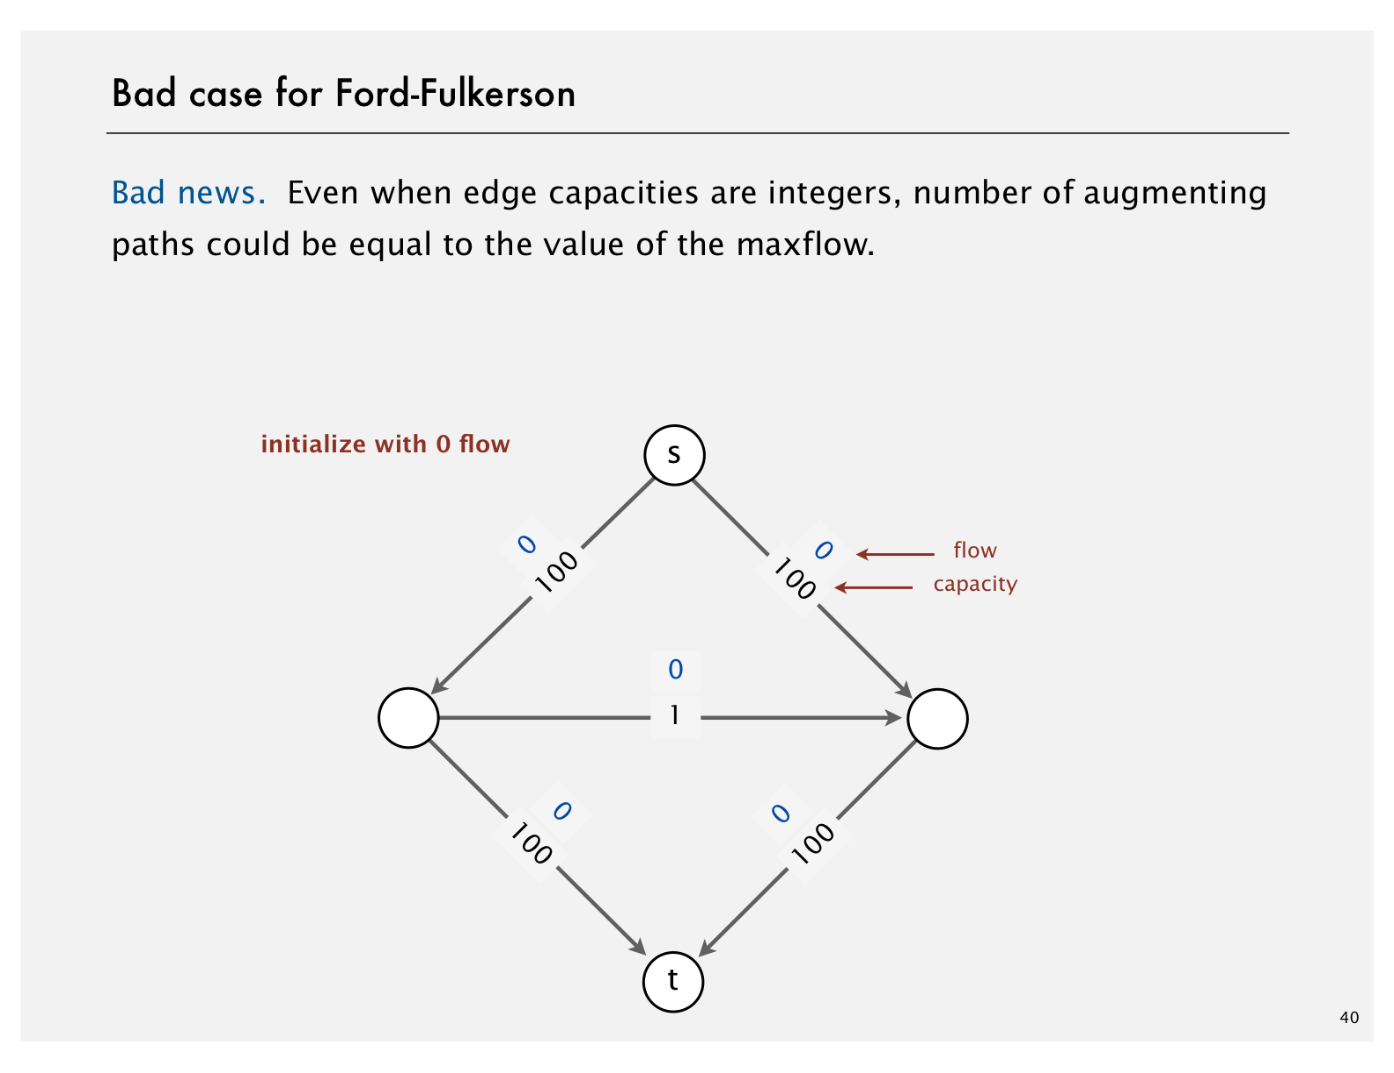 Bad case for Ford-Fulkerson
Bad news. Even when edge capacities are integers, number of augmenting
paths could be equal to the value of the maxflow.
initialize with 0 flow
s
0
100
0
100
flow
capacity
0
1
0
100
0
100
t
40